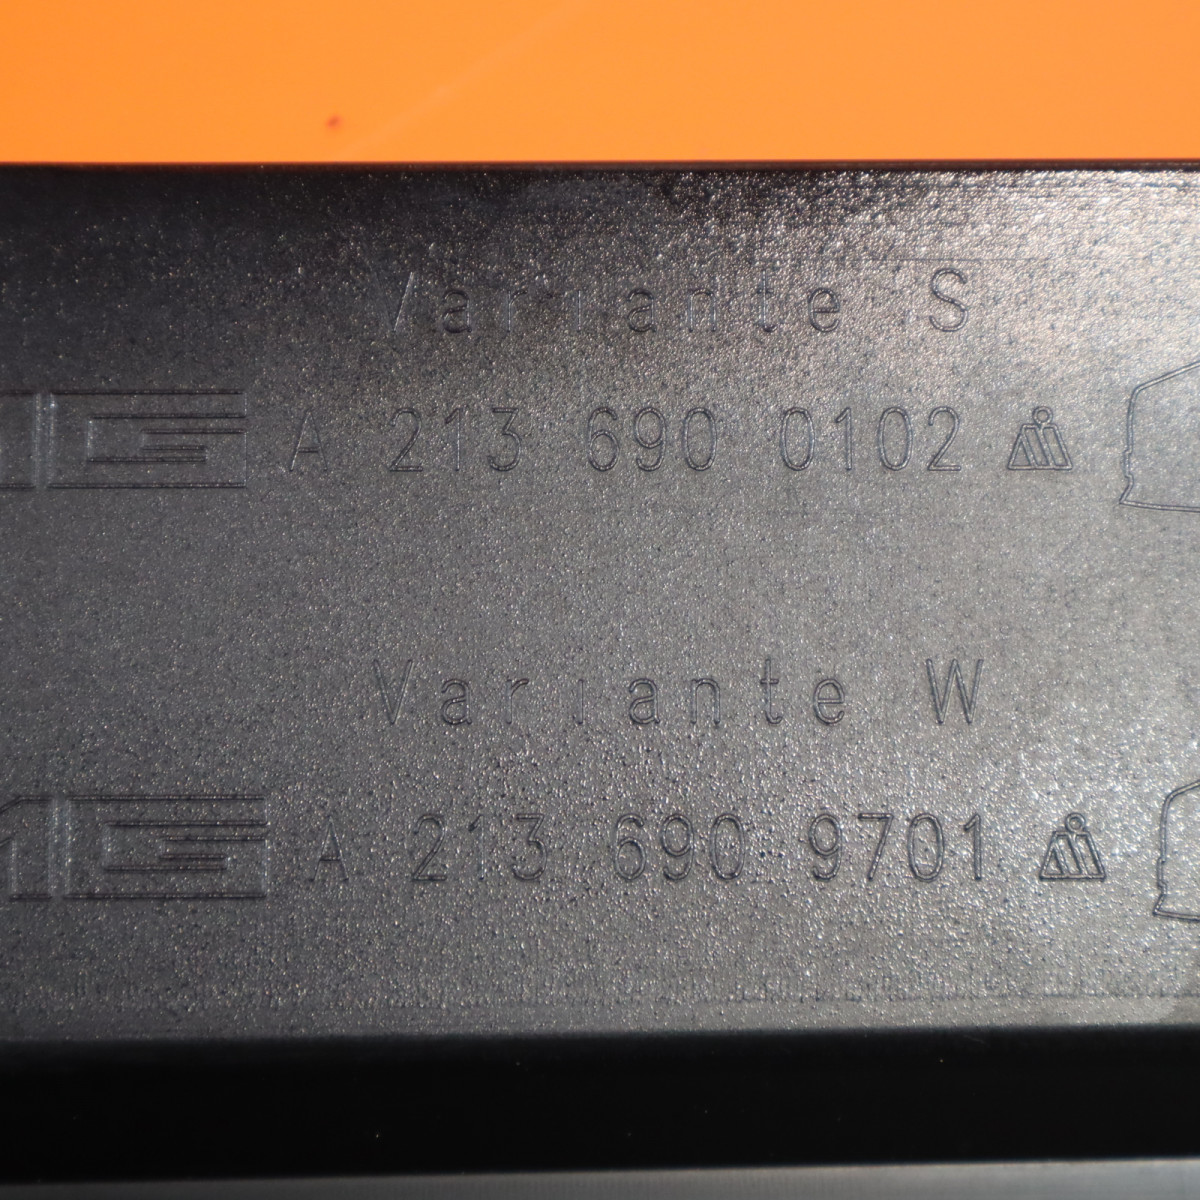 Variante S
A 213 690 0102
Variante W
A 213 690 9701